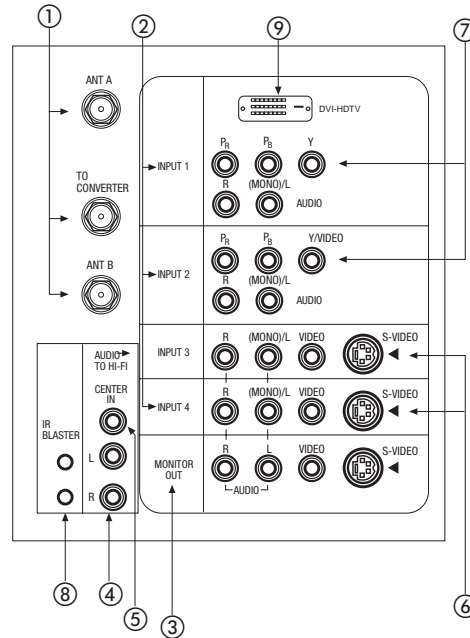 ① ② ⑨ ⑦
ANT A
DVI-HDTV
PR PB Y
INPUT 1
R (MONO)/L AUDIO
TO
CONVERTER
PR PB Y/VIDEO
ANT B
INPUT 2
R (MONO)/L AUDIO
AUDIO
TO HI-FI
INPUT 3
R (MONO)/L VIDEO S-VIDEO
CENTER
IN
INPUT 4
R (MONO)/L VIDEO S-VIDEO
IR
BLASTER
L
R
MONITOR
OUT
R L VIDEO S-VIDEO
AUDIO
⑧ ④ ⑤ ③ ⑥